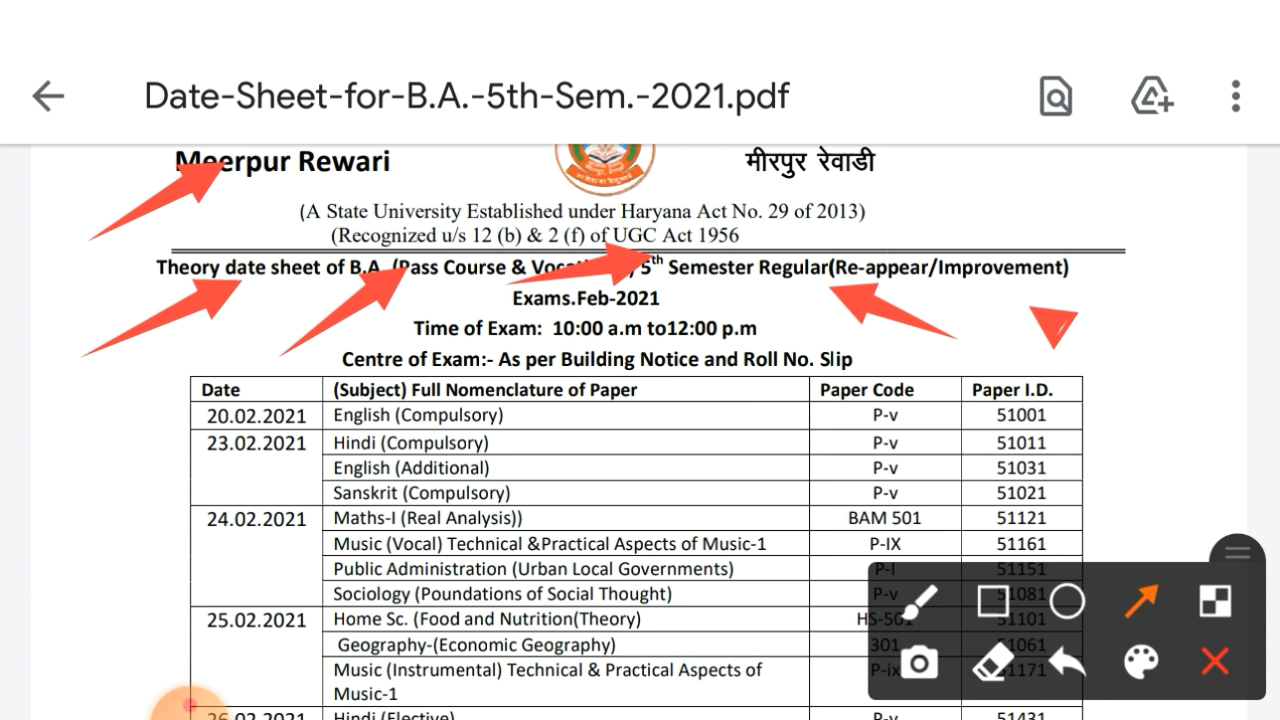 Date-Sheet-for-B.A.-5th-Sem.-2021.pdf
Meerpur Rewari मीरपुर रेवाडी
(A State University Established under Haryana Act No. 29 of 2013)
(Recognized u/s 12 (b) & 2 (f) of UGC Act 1956
Theory date sheet of B.A. (Pass Course & 5th Semester Regular(Re-appear/Improvement)
Exams.Feb-2021
Time of Exam: 10:00 a.m to12:00 p.m
Centre of Exam:- As per Building Notice and Roll No. Slip
Date (Subject) Full Nomenclature of Paper Paper Code Paper I.D.
20.02.2021 English (Compulsory) P-v 51001
23.02.2021 Hindi (Compulsory) P-v 51011
English (Additional) P-v 51031
Sanskrit (Compulsory) P-v 51021
24.02.2021 Maths-I (Real Analysis)) BAM 501 51121
Music (Vocal) Technical &Practical Aspects of Music-1 P-IX 51161
Public Administration (Urban Local Governments) P-I 51151
Sociology (Foundations of Social Thought) P-v 51081
25.02.2021 Home Sc. (Food and Nutrition(Theory) HS-501 51101
Geography-(Economic Geography) 301 51061
Music (Instrumental) Technical & Practical Aspects of P-ix 51171
Music-1
26.02.2021 Hindi (Elective) P-v 51431